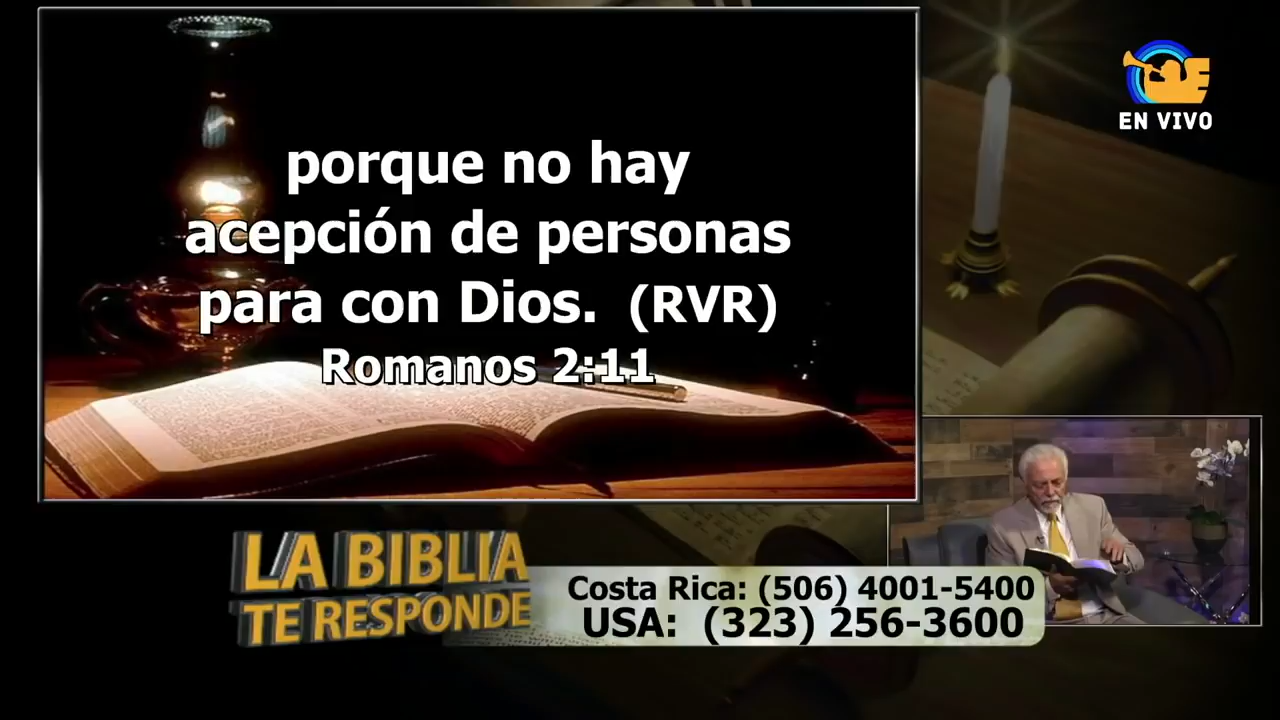 porque no hay
acepción de personas
para con Dios. (RVR)
Romanos 2:11
EN VIVO
LA BIBLIA
TE RESPONDE
Costa Rica: (506) 4001-5400
USA: (323) 256-3600